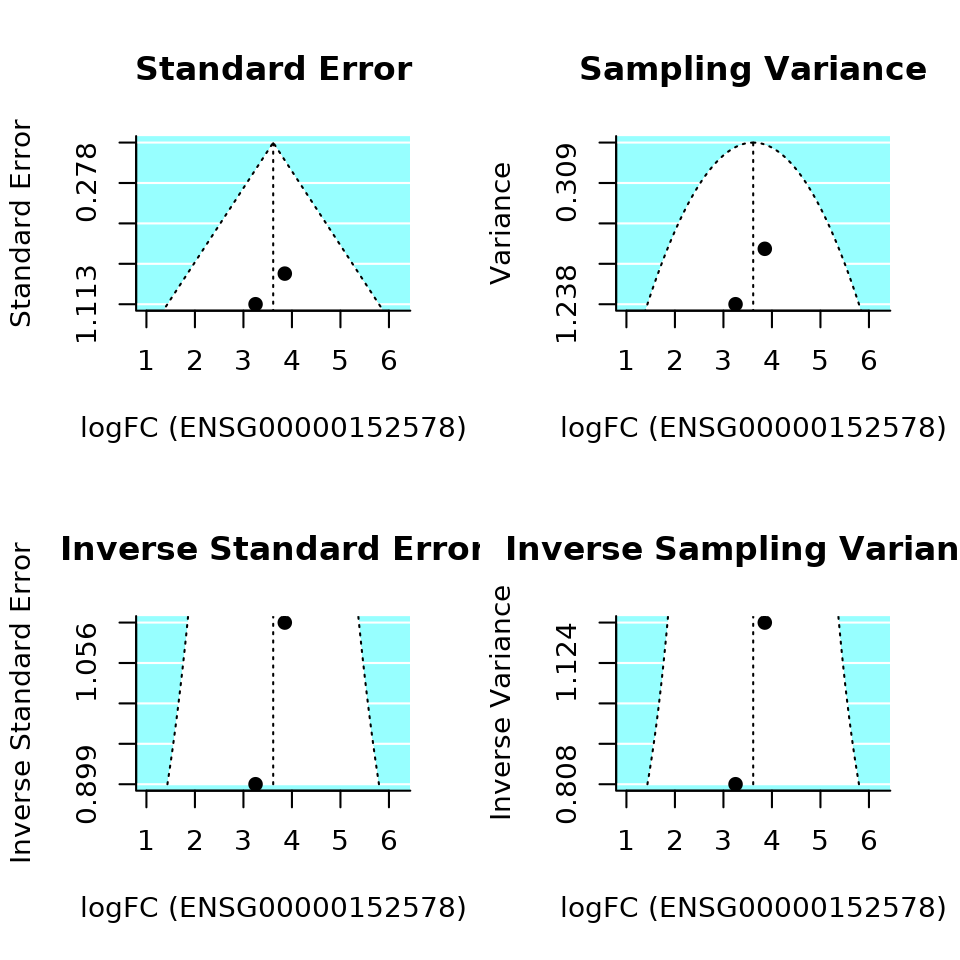 Standard Error
Standard Error
0.278
1.113
1 2 3 4 5 6
logFC (ENSG00000152578)
Sampling Variance
Variance
0.309
1.238
1 2 3 4 5 6
logFC (ENSG00000152578)
Inverse Standard Error
Inverse Standard Error
1.056
0.899
1 2 3 4 5 6
logFC (ENSG00000152578)
Inverse Sampling Varian
Inverse Variance
1.124
0.808
1 2 3 4 5 6
logFC (ENSG00000152578)